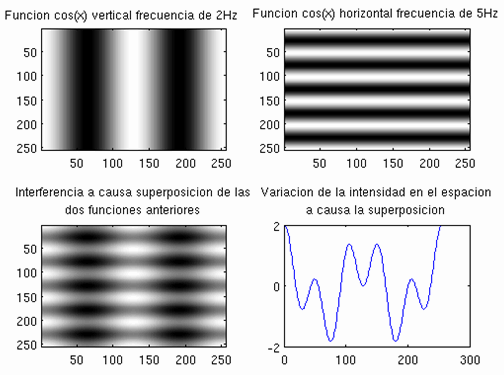 Funcion cos(x) vertical frecuencia de 2Hz
50
100
150
200
250
50 100 150 200 250
Funcion cos(x) horizontal frecuencia de 5Hz
50
100
150
200
250
50 100 150 200 250
Interferencia a causa superposicion de las
dos funciones anteriores
50
100
150
200
250
50 100 150 200 250
Variacion de la intensidad en el espacion
a causa la superposicion
2
0
-2
0 100 200 300